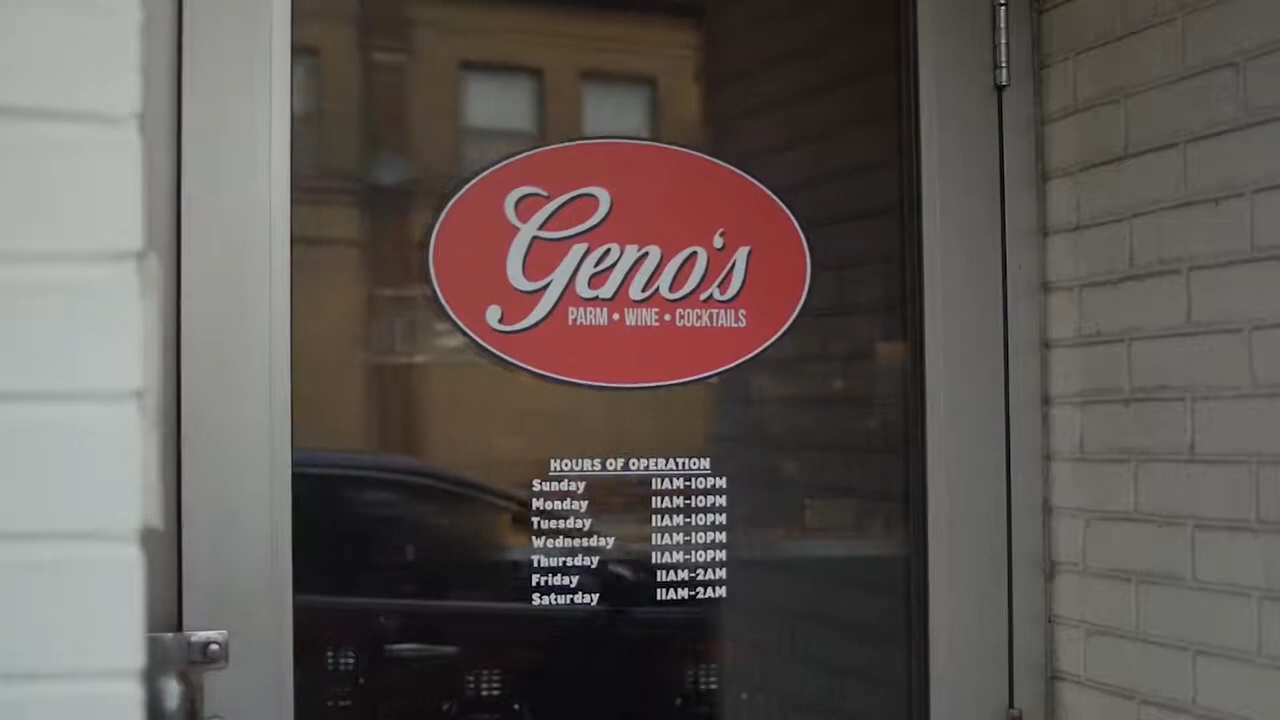 Geno's
PARM • WINE • COCKTAILS
HOURS OF OPERATION
Sunday 11AM-10PM
Monday 11AM-10PM
Tuesday 11AM-10PM
Wednesday 11AM-10PM
Thursday 11AM-10PM
Friday 11AM-2AM
Saturday 11AM-2AM